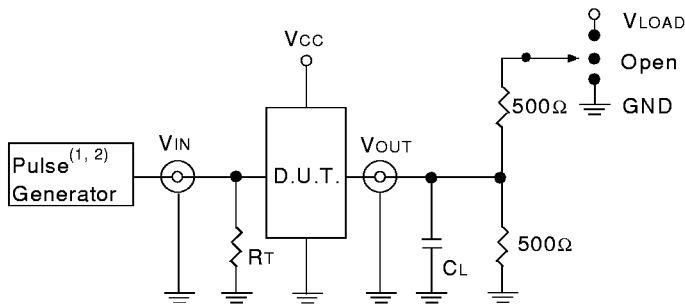 VLOAD
VCC
Open
500Ω
GND
VIN
VOUT
Pulse(1, 2)
Generator
D.U.T.
RT
CL
500Ω